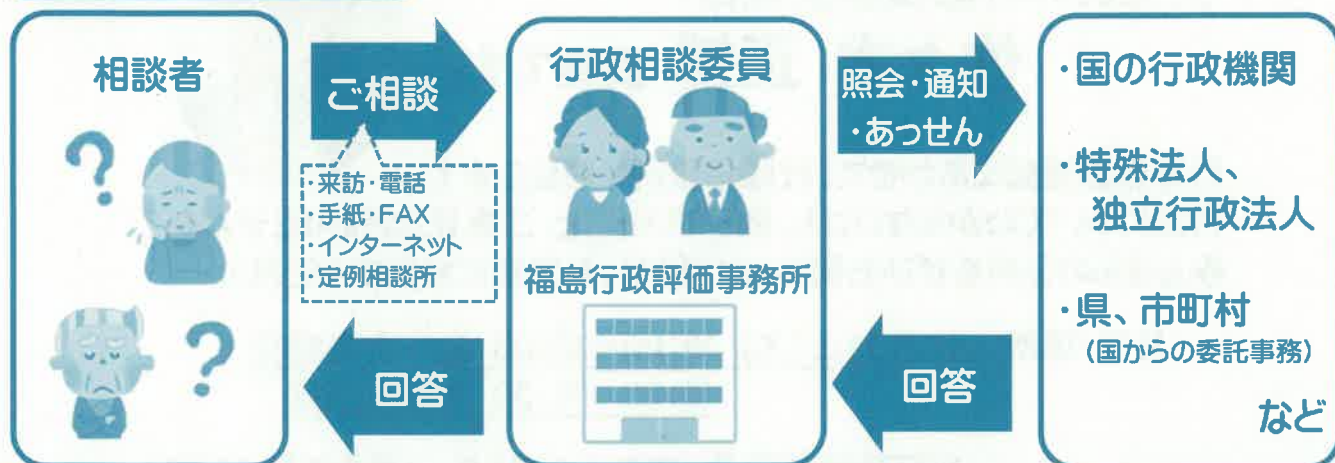 相談者
ご相談
・来訪・電話
・手紙・FAX
・インターネット
・定例相談所
回答
行政相談委員
福島行政評価事務所
照会・通知
・あっせん
回答
・国の行政機関
・特殊法人、
独立行政法人
・県、市町村
(国からの委託事務)
など